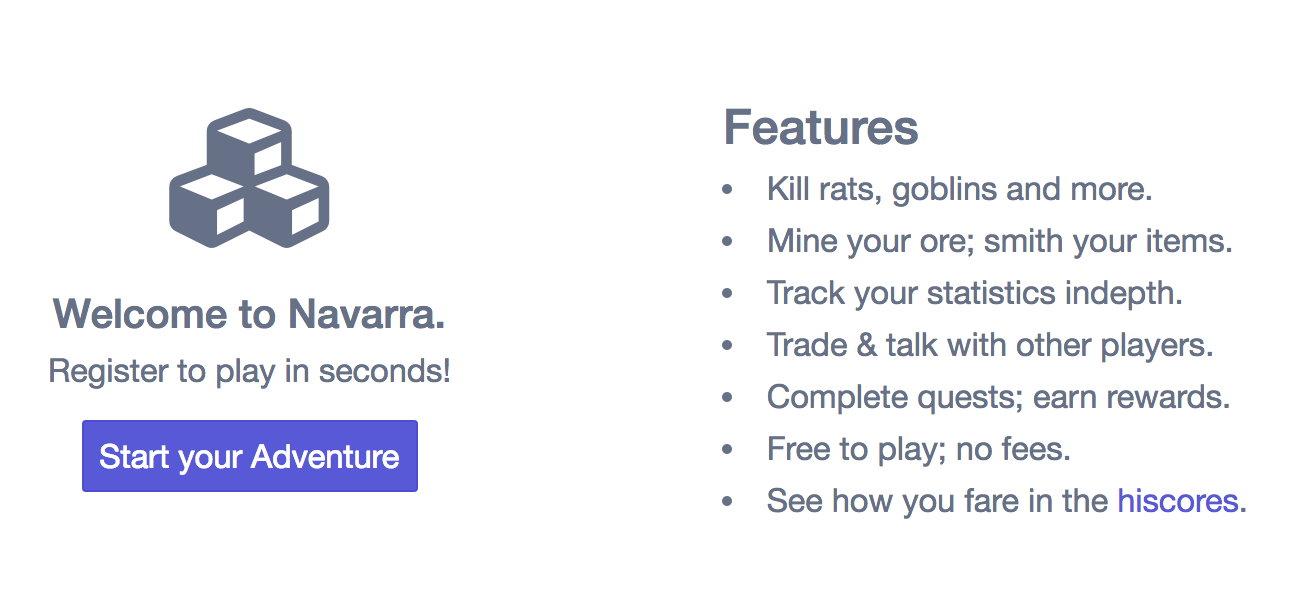 Welcome to Navarra.
Register to play in seconds!
Start your Adventure
Features
Kill rats, goblins and more.
Mine your ore; smith your items.
Track your statistics indepth.
Trade & talk with other players.
Complete quests; earn rewards.
Free to play; no fees.
See how you fare in the hiscores.